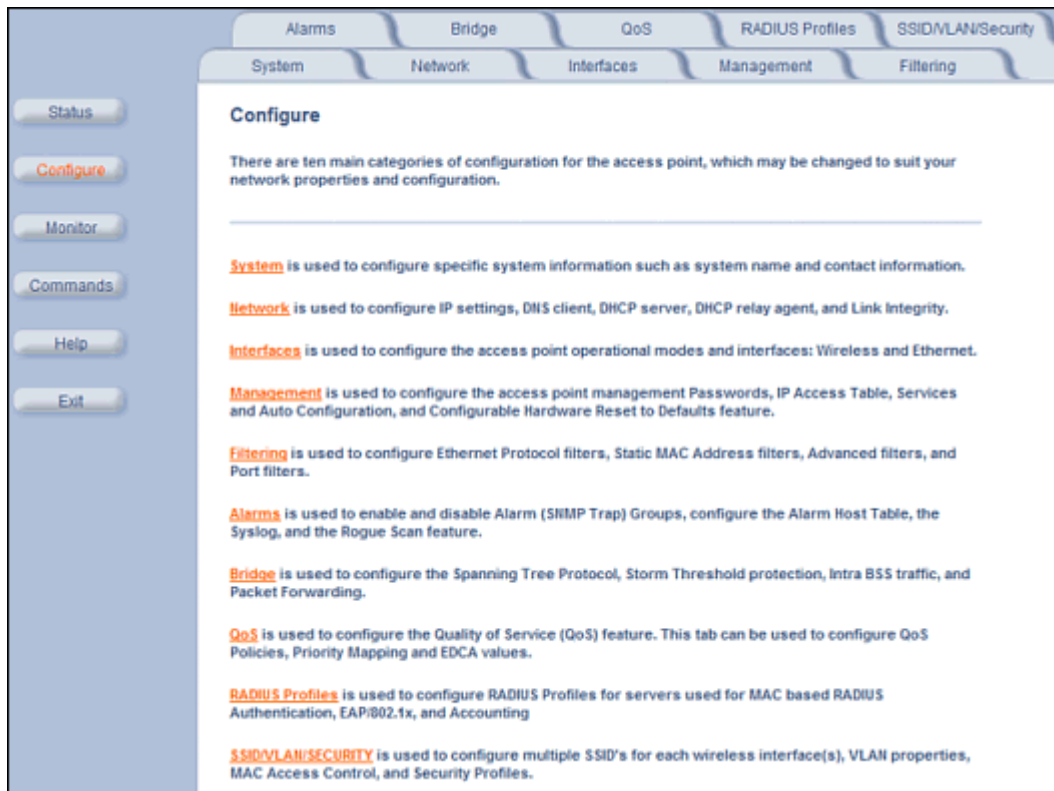 Alarms Bridge QoS RADIUS Profiles SSID/VLAN/Security
System Network Interfaces Management Filtering
Status
Configure
Monitor
Commands
Help
Exit
Configure
There are ten main categories of configuration for the access point, which may be changed to suit your
network properties and configuration.
System is used to configure specific system information such as system name and contact information.
Network is used to configure IP settings, DNS client, DHCP server, DHCP relay agent, and Link Integrity.
Interfaces is used to configure the access point operational modes and interfaces: Wireless and Ethernet.
Management is used to configure the access point management Passwords, IP Access Table, Services
and Auto Configuration, and Configurable Hardware Reset to Defaults feature.
Filtering is used to configure Ethernet Protocol filters, Static MAC Address filters, Advanced filters, and
Port filters.
Alarms is used to enable and disable Alarm (SNMP Trap) Groups, configure the Alarm Host Table, the
Syslog, and the Rogue Scan feature.
Bridge is used to configure the Spanning Tree Protocol, Storm Threshold protection, Intra BSS traffic, and
Packet Forwarding.
QoS is used to configure the Quality of Service (QoS) feature. This tab can be used to configure QoS
Policies, Priority Mapping and EDCA values.
RADIUS Profiles is used to configure RADIUS Profiles for servers used for MAC based RADIUS
Authentication, EAP/802.1x, and Accounting
SSID/VLAN/SECURITY is used to configure multiple SSID's for each wireless interface(s), VLAN properties,
MAC Access Control, and Security Profiles.